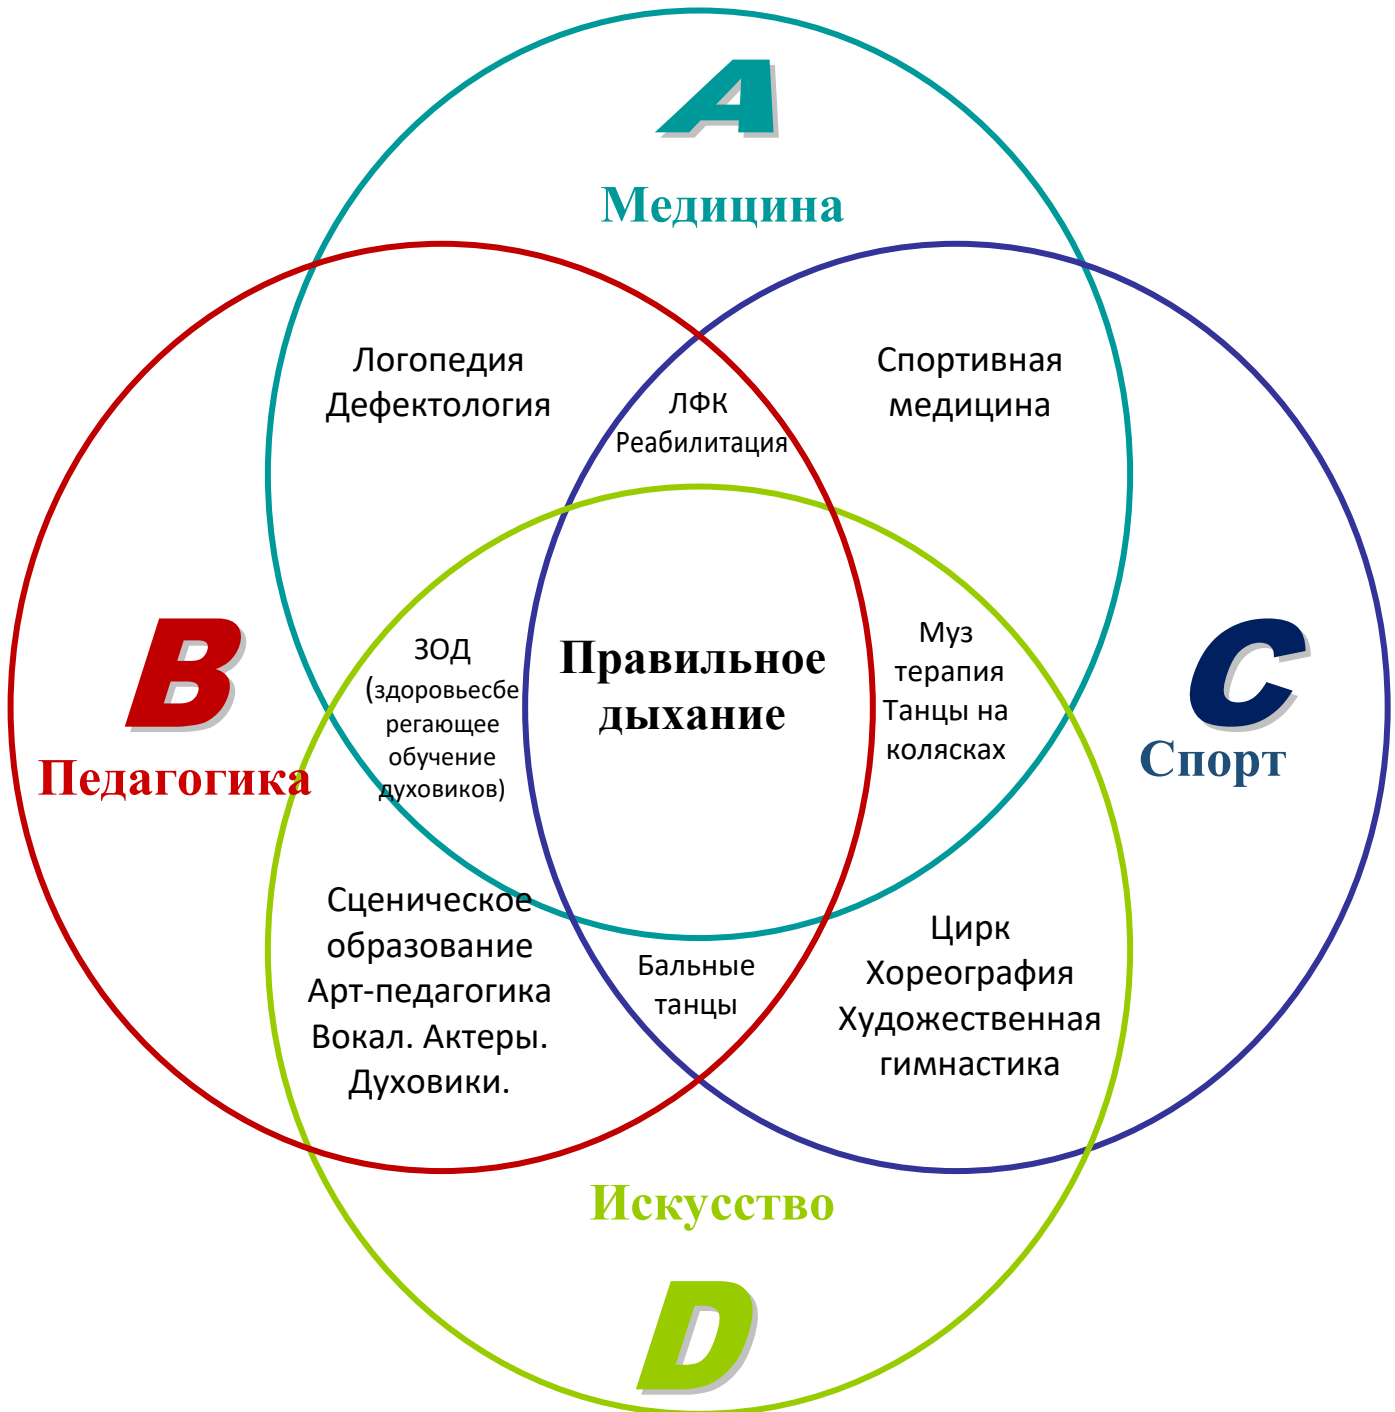 A
Медицина
Логопедия
Дефектология
ЛФК
Реабилитация
Спортивная
медицина
B
Педагогика
ЗОД
(здоровьесбе
регающее
обучение
духовиков)
Правильное
дыхание
Муз
терапия
Танцы на
колясках
C
Спорт
Сценическое
образование
Арт-педагогика
Вокал. Актеры.
Духовики.
Бальные
танцы
Цирк
Хореография
Художественная
гимнастика
Искусство
D